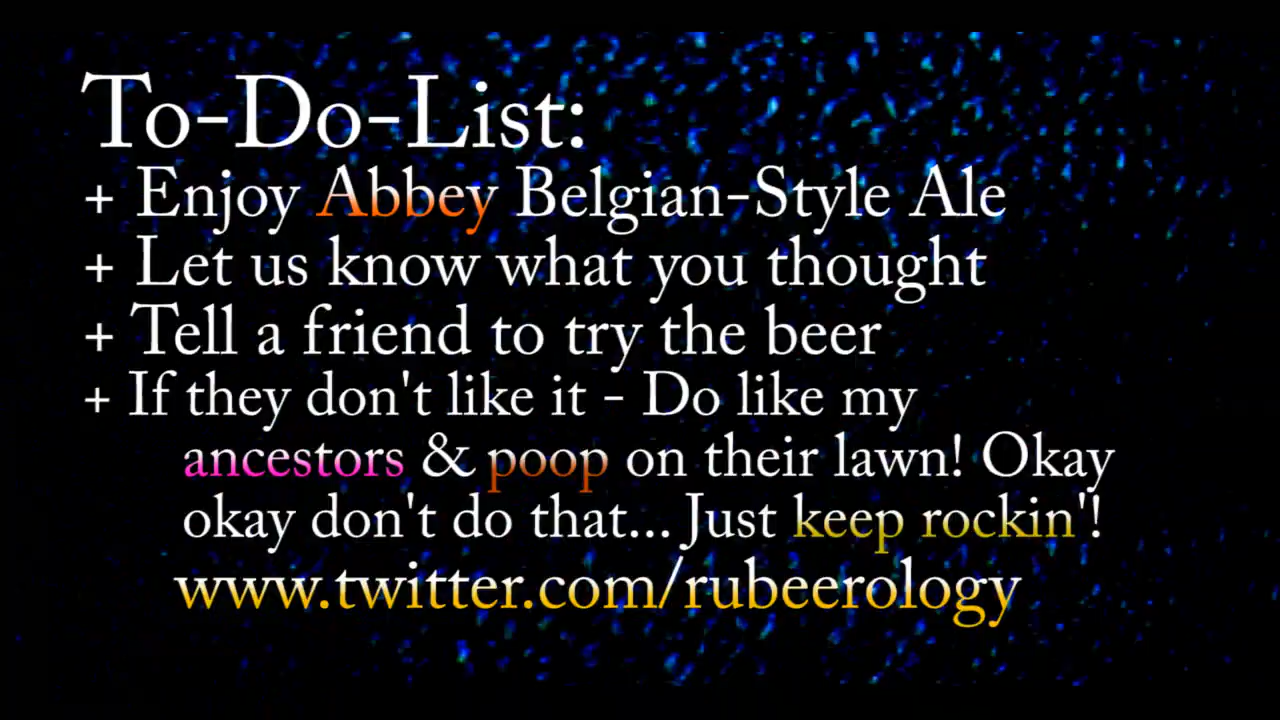 To-Do-List:
+ Enjoy Abbey Belgian-Style Ale
+ Let us know what you thought
+ Tell a friend to try the beer
+ If they don't like it - Do like my
ancestors & poop on their lawn! Okay
okay don't do that... Just keep rockin'!
www.twitter.com/rubeerology